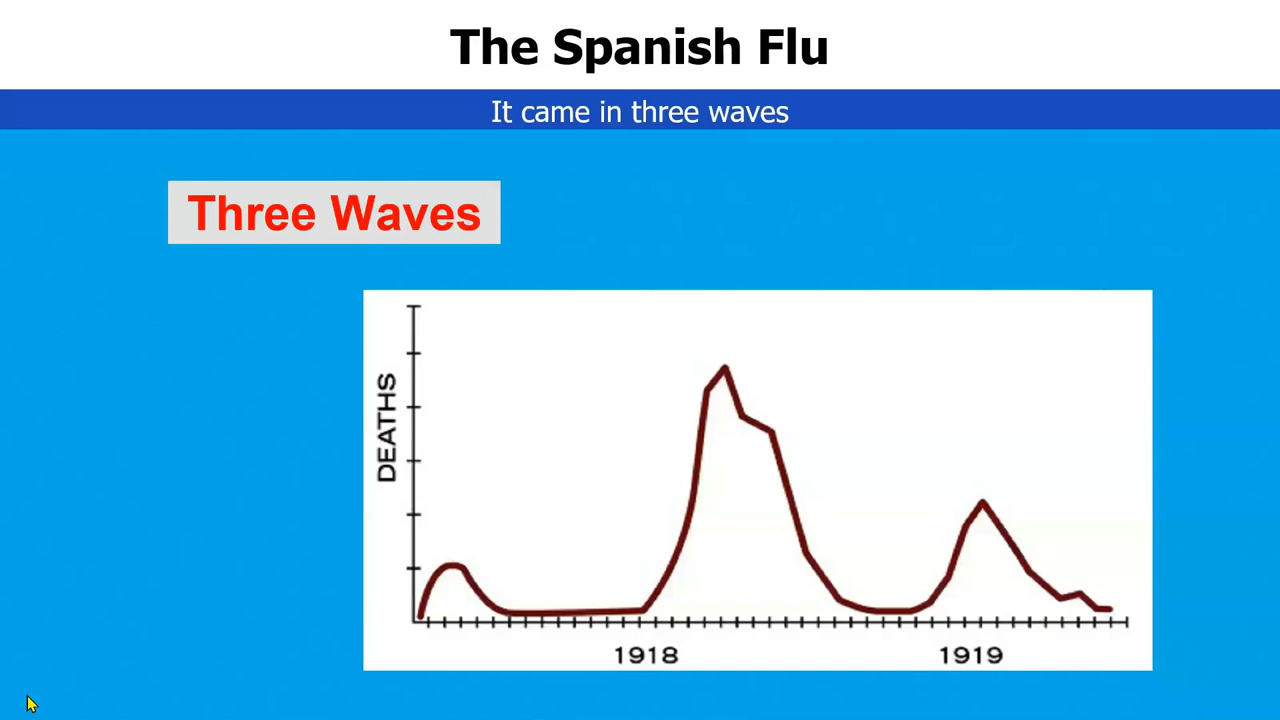 The Spanish Flu
It came in three waves
Three Waves
DEATHS
1918 1919